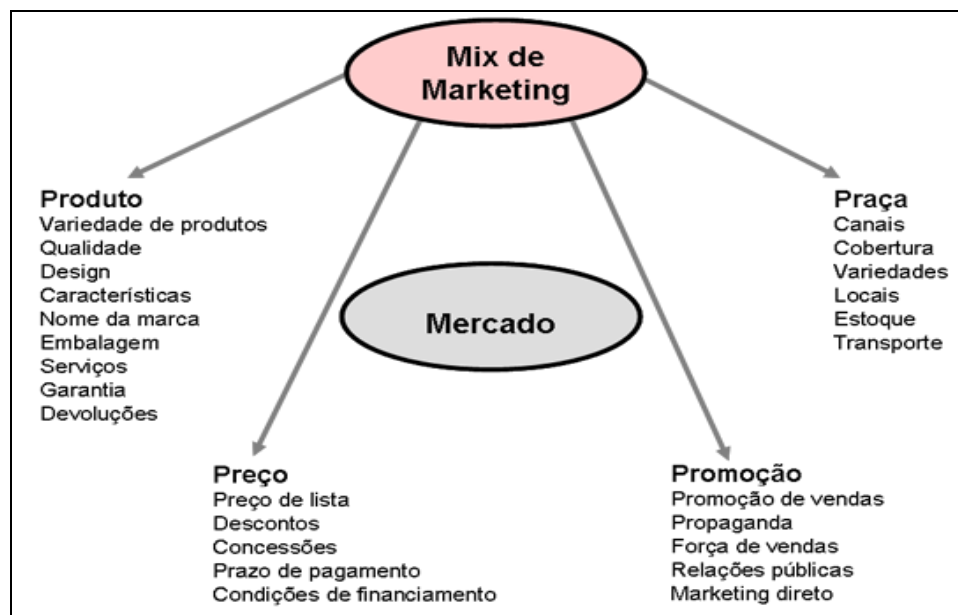 Mix de
Marketing
Produto
Variedade de produtos
Qualidade
Design
Características
Nome da marca
Embalagem
Serviços
Garantia
Devoluções
Mercado
Praça
Canais
Cobertura
Variedades
Locais
Estoque
Transporte
Preço
Preço de lista
Descontos
Concessões
Prazo de pagamento
Condições de financiamento
Promoção
Promoção de vendas
Propaganda
Força de vendas
Relações públicas
Marketing direto